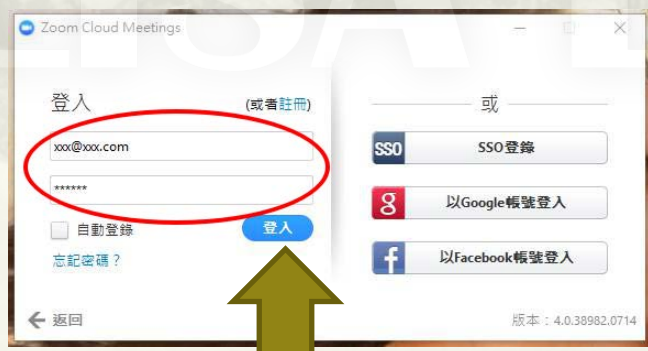 Zoom Cloud Meetings
登入
(或者註冊)
xxx@xxx.com
******
自動登錄
登入
忘記密碼？
返回
或
SSO
SSO登錄
g
以Google帳號登入
f
以Facebook帳號登入
版本：4.0.38982.0714